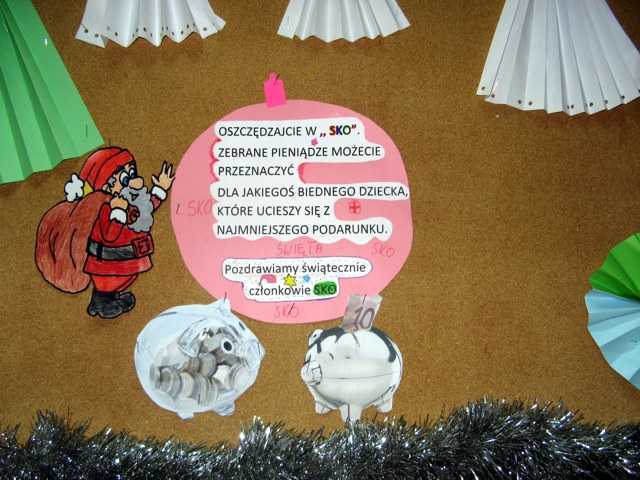 OSZCZĘDZAJCIE W „ SKO”.
ZEBRANE PIENIĄDZE MOŻECIE
PRZEZNACZYĆ
DLA JAKIEGOŚ BIEDNEGO DZIECKA,
SKO
KTÓRE UCIESZY SIĘ Z
NAJMNIEJSZEGO PODARUNKU.
ŚWIĘTA SKO
Pozdrawiamy świątecznie
członkowie SKO
SKO
10